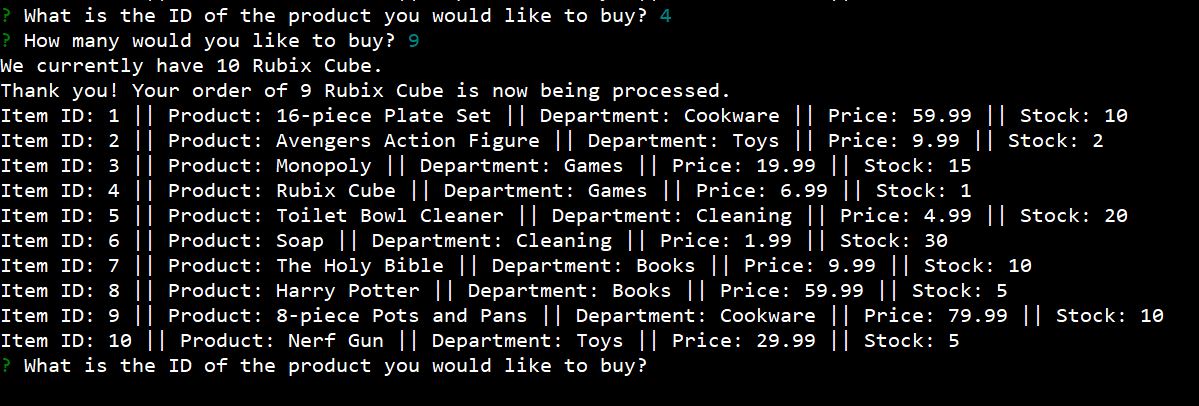 ? What is the ID of the product you would like to buy? 4
? How many would you like to buy? 9
We currently have 10 Rubix Cube.
Thank you! Your order of 9 Rubix Cube is now being processed.
Item ID: 1 || Product: 16-piece Plate Set || Department: Cookware || Price: 59.99 || Stock: 10
Item ID: 2 || Product: Avengers Action Figure || Department: Toys || Price: 9.99 || Stock: 2
Item ID: 3 || Product: Monopoly || Department: Games || Price: 19.99 || Stock: 15
Item ID: 4 || Product: Rubix Cube || Department: Games || Price: 6.99 || Stock: 1
Item ID: 5 || Product: Toilet Bowl Cleaner || Department: Cleaning || Price: 4.99 || Stock: 20
Item ID: 6 || Product: Soap || Department: Cleaning || Price: 1.99 || Stock: 30
Item ID: 7 || Product: The Holy Bible || Department: Books || Price: 9.99 || Stock: 10
Item ID: 8 || Product: Harry Potter || Department: Books || Price: 59.99 || Stock: 5
Item ID: 9 || Product: 8-piece Pots and Pans || Department: Cookware || Price: 79.99 || Stock: 10
Item ID: 10 || Product: Nerf Gun || Department: Toys || Price: 29.99 || Stock: 5
? What is the ID of the product you would like to buy?